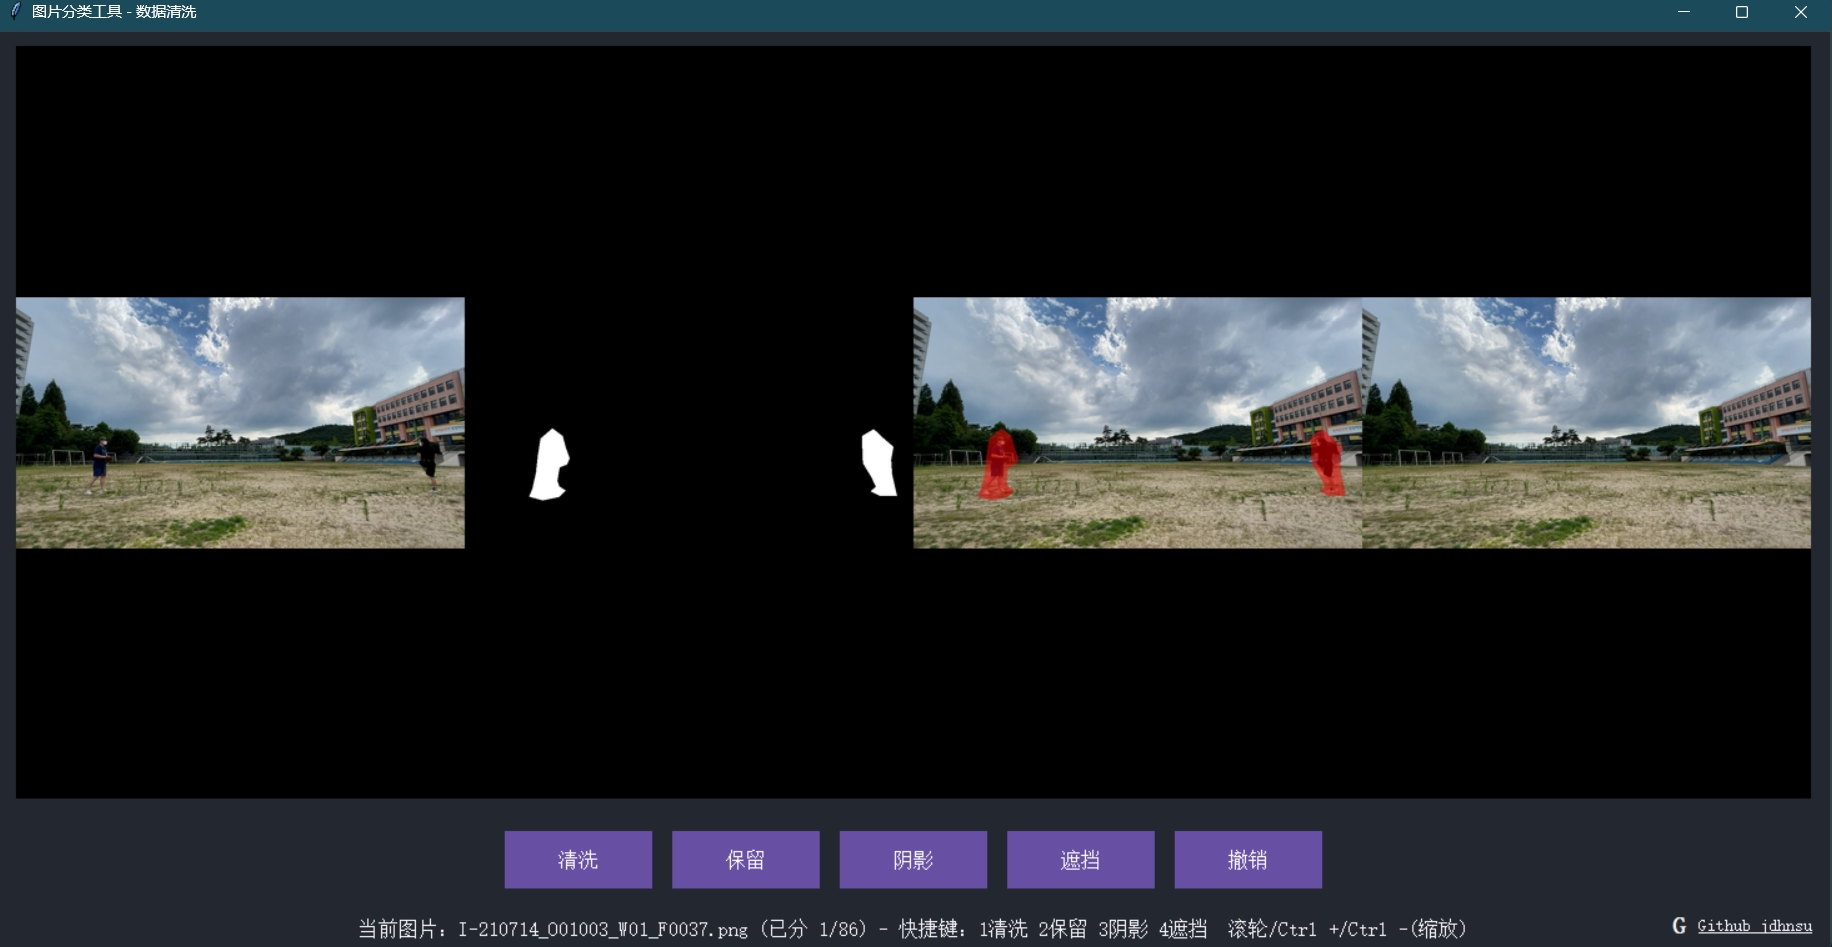 图片分类工具 - 数据清洗
清洗
保留
阴影
遮挡
撤销
当前图片: I-210714_O01003_W01_F0037.png (已分 1/86) - 快捷键: 1清洗 2保留 3阴影 4遮挡 滚轮/Ctrl +/Ctrl -(缩放)
G Github jdhnsu